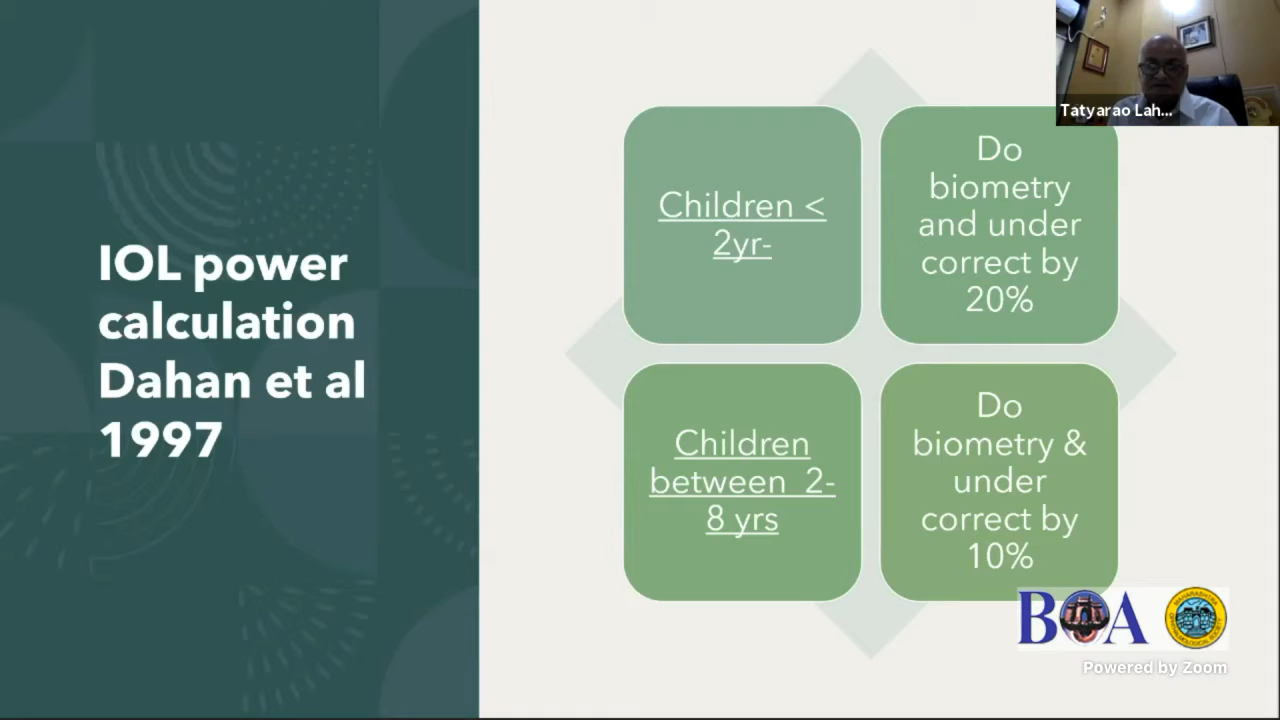 IOL power
calculation
Dahan et al
1997
Children <
2yr-
Do
biometry
and under
correct by
20%
Children
between 2-
8 yrs
Do
biometry &
under
correct by
10%
Tatyarao Lah...
BOA
Powered by Zoom